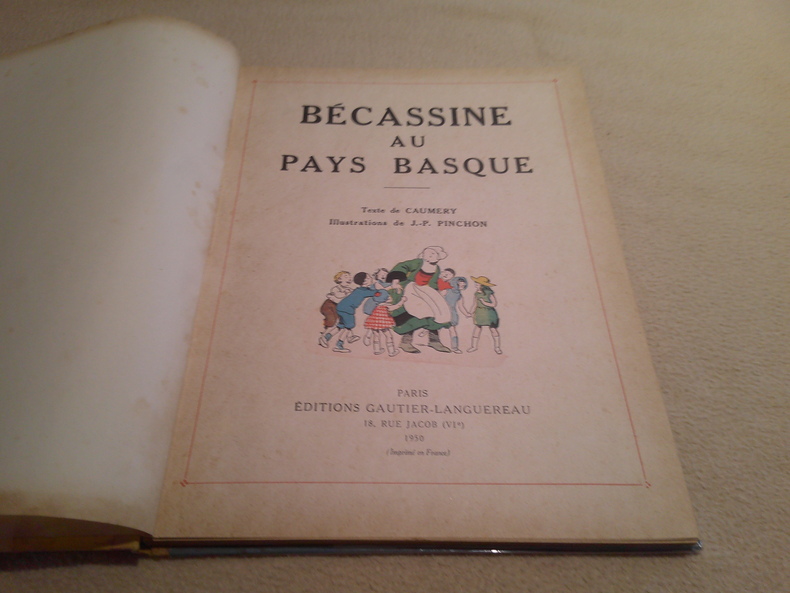 BÉCASSINE
AU
PAYS BASQUE
Texte de CAUMERY
Illustrations de J.-P. PINCHON
PARIS
ÉDITIONS GAUTIER-LANGUEREAU
18, RUE JACOB (VIᵉ)
1930
(Imprimé en France)